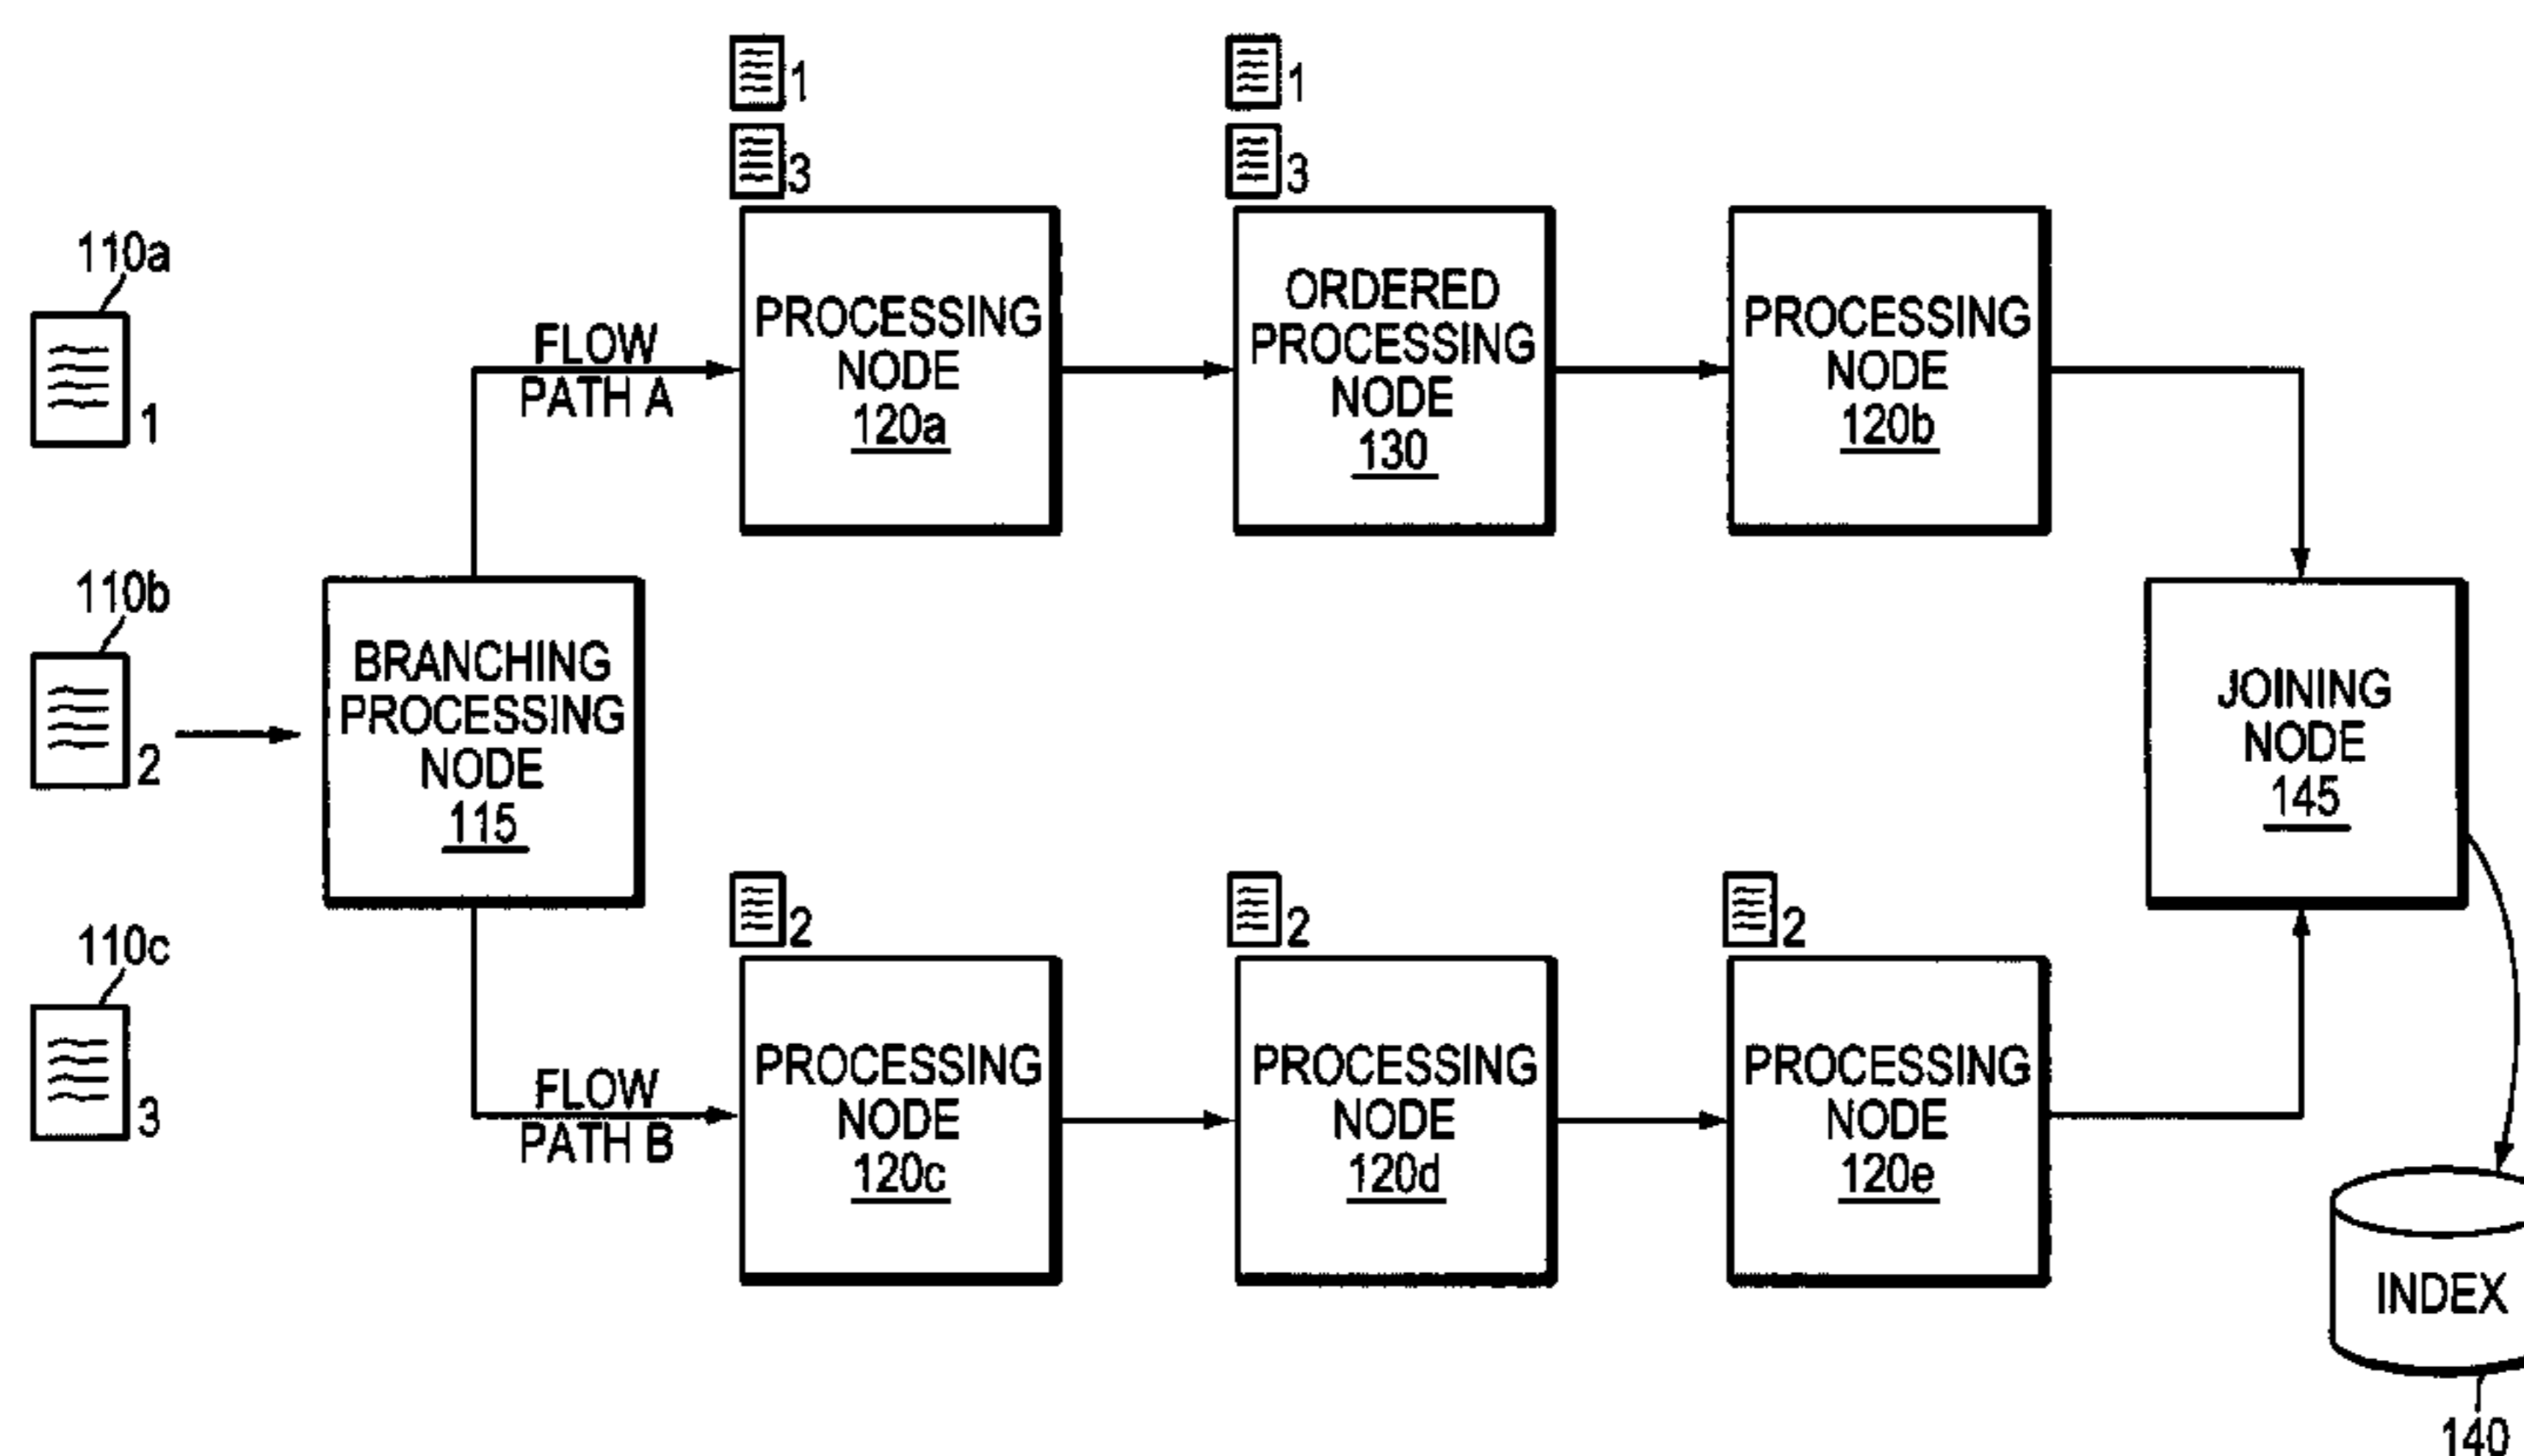 1
3
1
3
110a
1
FLOW
PATH A
PROCESSING
NODE
120a
ORDERED
PROCESSING
NODE
130
PROCESSING
NODE
120b
110b
2
BRANCHING
PROCESSING
NODE
115
JOINING
NODE
145
110c
3
2
2
2
FLOW
PATH B
PROCESSING
NODE
120c
PROCESSING
NODE
120d
PROCESSING
NODE
120e
INDEX
140